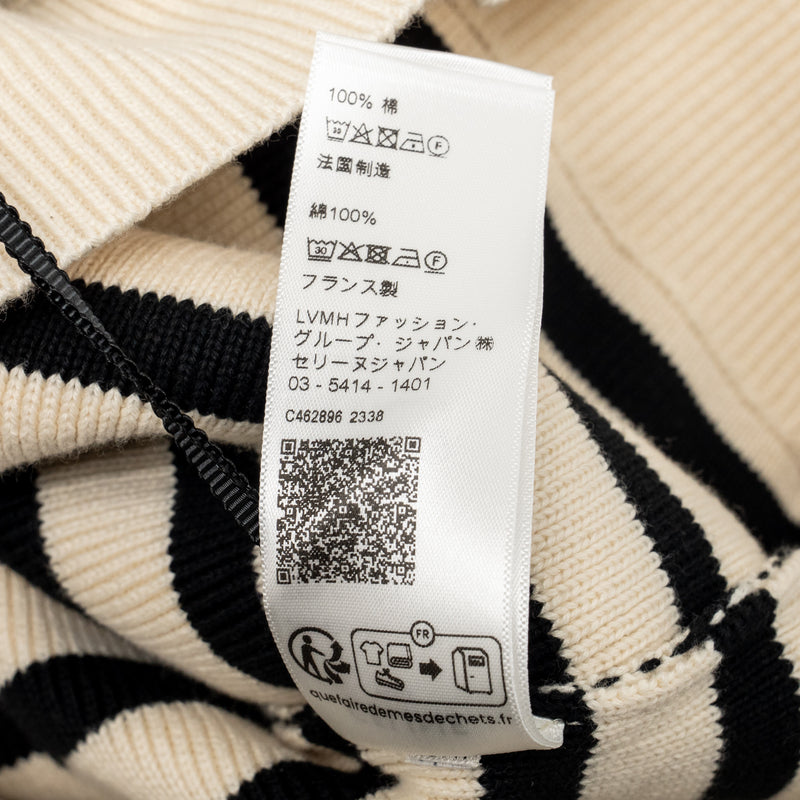 100% 棉
30 F
法國制造
綿100%
30 F
フランス製
LVMHファッション・
グループ・ジャパン㈱
セリーヌジャパン
03 - 5414 - 1401
C462896 2338
FR
quefairedemesdechets.fr